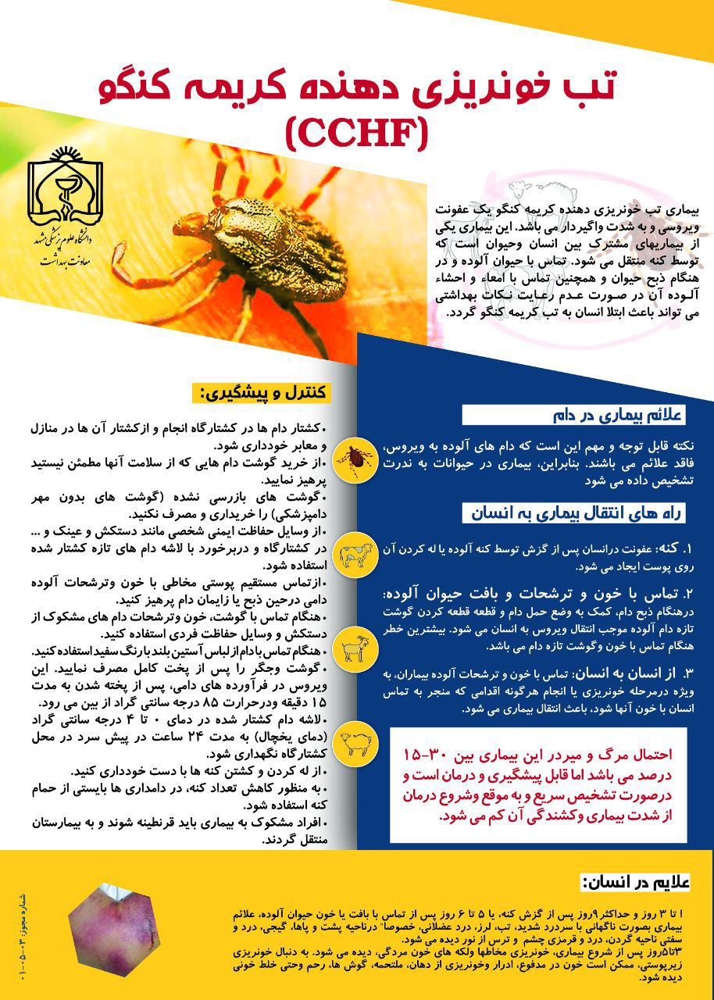 تب خونریزی دهنده کریمه کنگو
(CCHF)
دانشگاه علوم پزشکی مشهد
معاونت بهداشت
بیماری تب خونریزی دهنده کریمه کنگو یک عفونت
ویروسی و به شدت واگیردار می باشد. این بیماری یکی
از بیماریهای مشترک بین انسان وحیوان است که
توسط کنه منتقل می شود. تماس با حیوان آلوده و در
هنگام ذبح حیوان و همچنین تماس با امعاء و احشاء
آلوده آن در صورت عدم رعایت نکات بهداشتی
می تواند باعث ابتلا انسان به تب کریمه کنگو گردد.
علائم بیماری در دام
نکته قابل توجه و مهم این است که دام های آلوده به ویروس،
فاقد علائم می باشند. بنابراین، بیماری در حیوانات به ندرت
تشخیص داده می شود
راه های انتقال بیماری به انسان
۱. کنه: عفونت درانسان پس از گزش توسط کنه آلوده یا له کردن آن
روی پوست ایجاد می شود.
۲. تماس با خون و ترشحات و بافت حیوان آلوده:
درهنگام ذبح دام، کمک به وضع حمل دام و قطعه قطعه کردن گوشت
تازه دام آلوده موجب انتقال ویروس به انسان می شود. بیشترین خطر
هنگام تماس با خون وگوشت تازه دام می باشد.
۳. از انسان به انسان: تماس با خون و ترشحات آلوده بیماران، به
ویژه درمرحله خونریزی یا انجام هرگونه اقدامی که منجر به تماس
انسان با خون آنها شود، باعث انتقال بیماری می شود.
احتمال مرگ و میردر این بیماری بین ۳۰-۱۵
درصد می باشد اما قابل پیشگیری و درمان است و
درصورت تشخیص سریع و به موقع وشروع درمان
از شدت بیماری وکشندگی آن کم می شود.
کنترل و پیشگیری:
•کشتار دام ها در کشتارگاه انجام و ازکشتار آن ها در منازل
و معابر خودداری شود.
•از خرید گوشت دام هایی که از سلامت آنها مطمئن نیستید
پرهیز نمایید.
•گوشت های بازرسی نشده (گوشت های بدون مهر
دامپزشکی) را خریداری و مصرف نکنید.
•از وسایل حفاظت ایمنی شخصی مانند دستکش و عینک و ...
در کشتارگاه و دربرخورد با لاشه دام های تازه کشتار شده
استفاده شود.
•ازتماس مستقیم پوستی مخاطی با خون وترشحات آلوده
دامی درحین ذبح یا زایمان دام پرهیز کنید.
•هنگام تماس با گوشت، خون وترشحات دام های مشکوک از
دستکش و وسایل حفاظت فردی استفاده کنید.
•هنگام تماس با دام از لباس آستین بلند با رنگ سفید استفاده کنید.
•گوشت وجگر را پس از پخت کامل مصرف نمایید. این
ویروس در فرآورده های دامی، پس از پخته شدن به مدت
۱۵ دقیقه ودرحرارت ۸۵ درجه سانتی گراد از بین می رود.
•لاشه دام کشتار شده در دمای ۰ تا ۴ درجه سانتی گراد
(دمای یخچال) به مدت ۲۴ ساعت در پیش سرد در محل
کشتارگاه نگهداری شود.
•از له کردن و کشتن کنه ها با دست خودداری کنید.
•به منظور کاهش تعداد کنه، در دامداری ها بایستی از حمام
کنه استفاده شود.
•افراد مشکوک به بیماری باید قرنطینه شوند و به بیمارستان
منتقل گردند.
علایم در انسان:
۱ تا ۳ روز و حداکثر ۹روز پس از گزش کنه، یا ۵ تا ۶ روز پس از تماس با بافت یا خون حیوان آلوده، علائم
بیماری بصورت ناگهانی با سردرد شدید، تب، لرز، درد عضلانی، خصوصا" درناحیه پشت و پاها، گیجی، درد و
سفتی ناحیه گردن، درد و قرمزی چشم و ترس از نور دیده می شود.
۳تا۵روز پس از شروع بیماری، خونریزی مخاطها ولکه های خون مردگی، دیده می شود. به دنبال خونریزی
زیرپوستی، ممکن است خون در مدفوع، ادرار وخونریزی از دهان، ملتحمه، گوش ها، رحم وحتی خلط خونی
دیده شود.
شماره مجوز: ۰۳-۰۵-۰۱